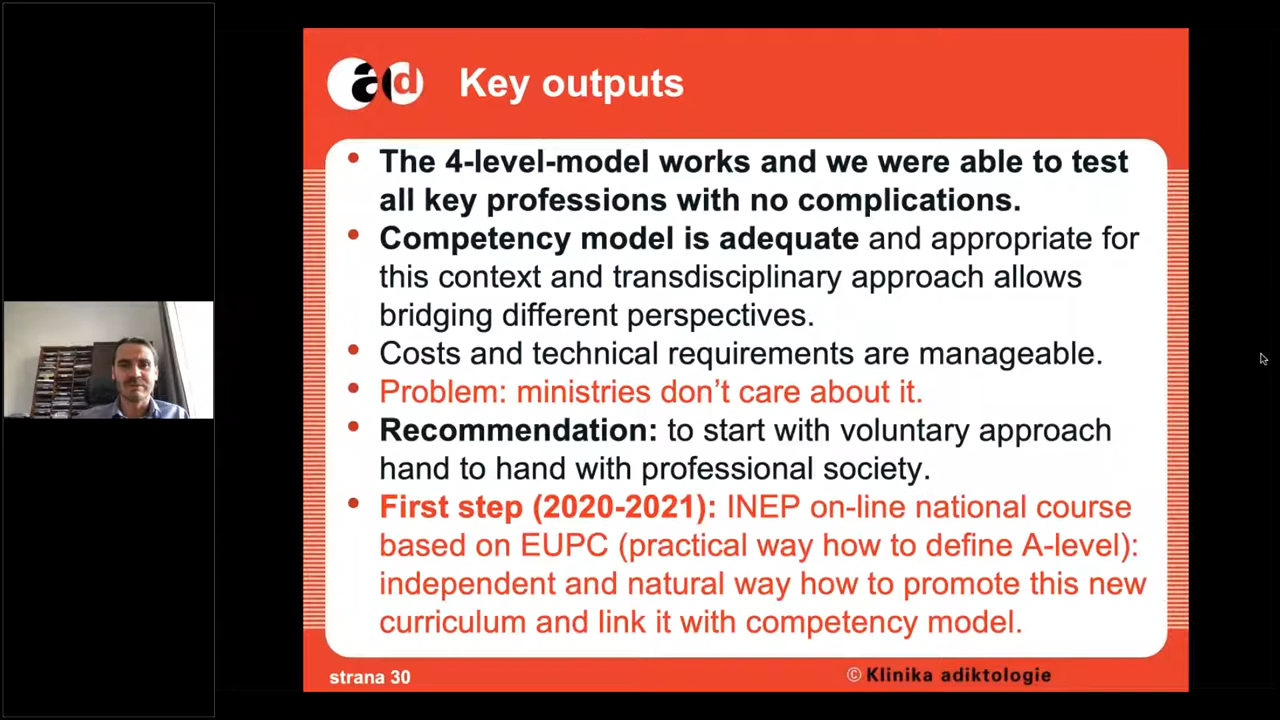 ad Key outputs
• The 4-level-model works and we were able to test
all key professions with no complications.
• Competency model is adequate and appropriate for
this context and transdisciplinary approach allows
bridging different perspectives.
• Costs and technical requirements are manageable.
• Problem: ministries don’t care about it.
• Recommendation: to start with voluntary approach
hand to hand with professional society.
• First step (2020-2021): INEP on-line national course
based on EUPC (practical way how to define A-level):
independent and natural way how to promote this new
curriculum and link it with competency model.
strana 30
© Klinika adiktologie